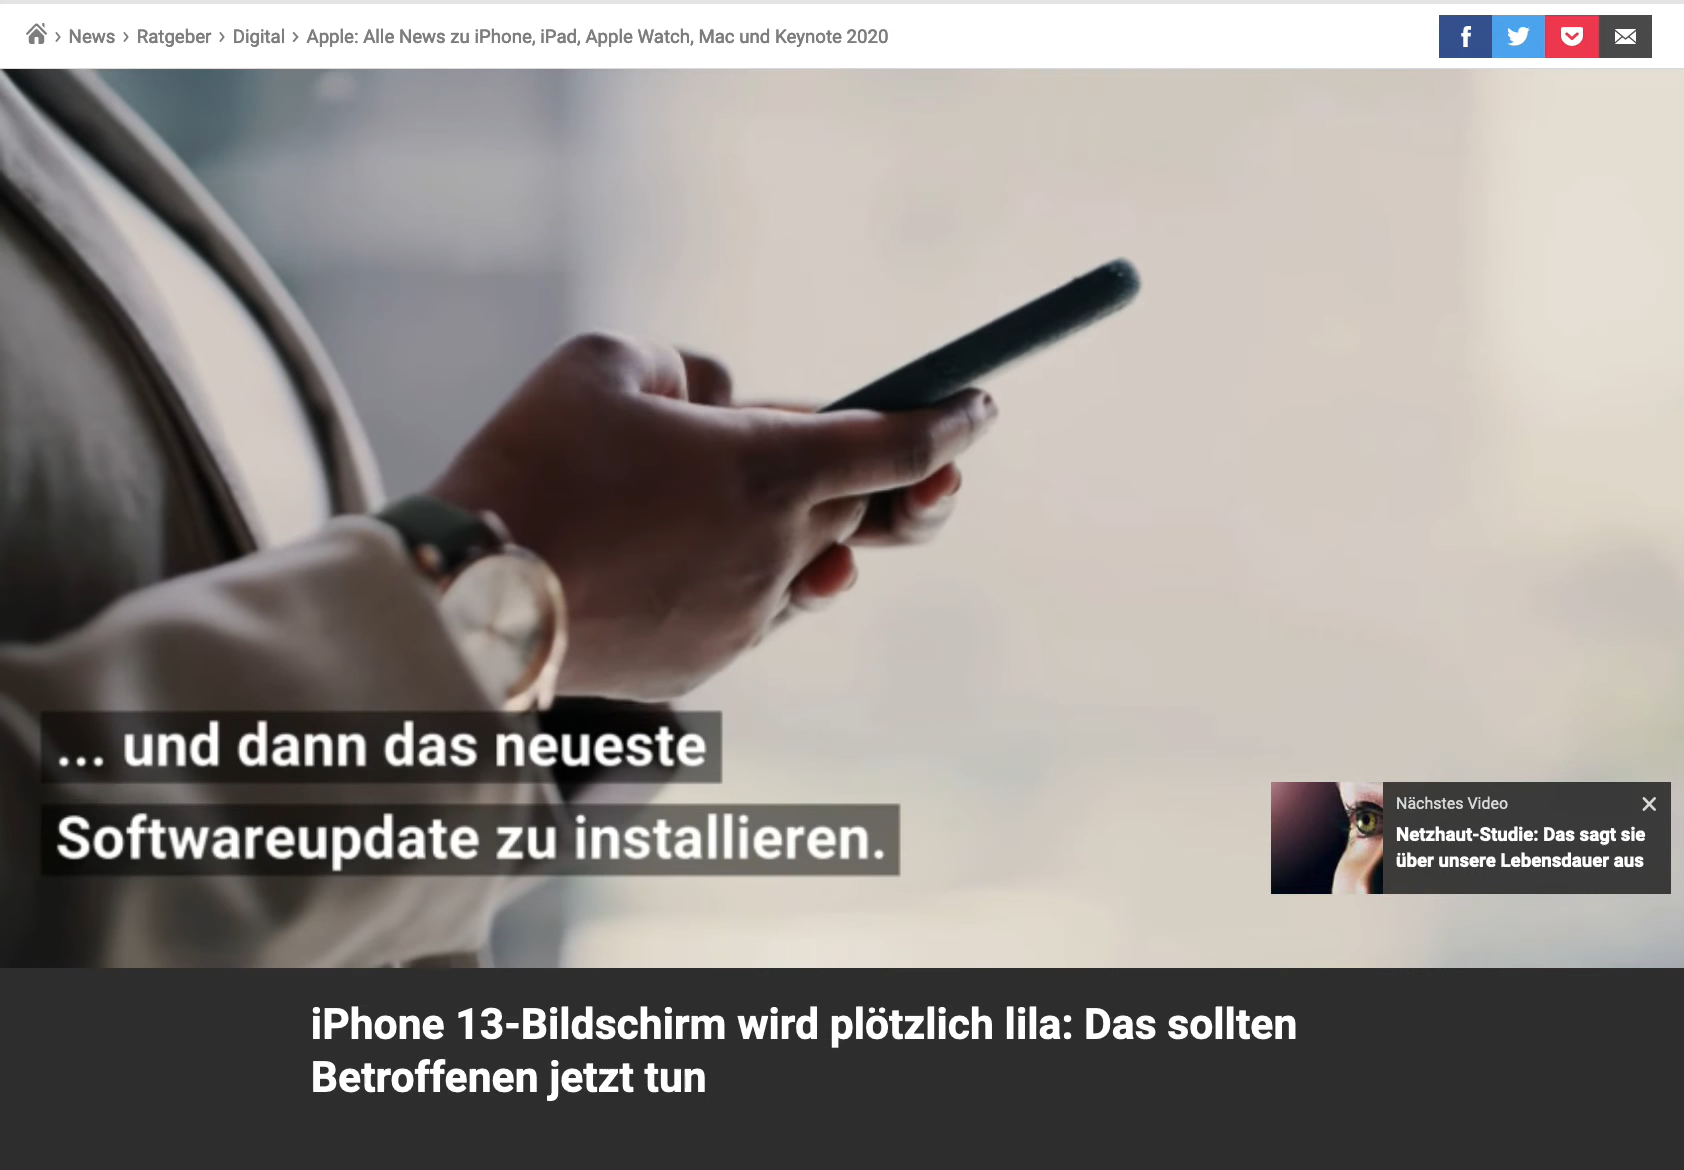 News › Ratgeber › Digital › Apple: Alle News zu iPhone, iPad, Apple Watch, Mac und Keynote 2020
... und dann das neueste
Softwareupdate zu installieren.
Nächstes Video
Netzhaut-Studie: Das sagt sie
über unsere Lebensdauer aus
iPhone 13-Bildschirm wird plötzlich lila: Das sollten
Betroffenen jetzt tun